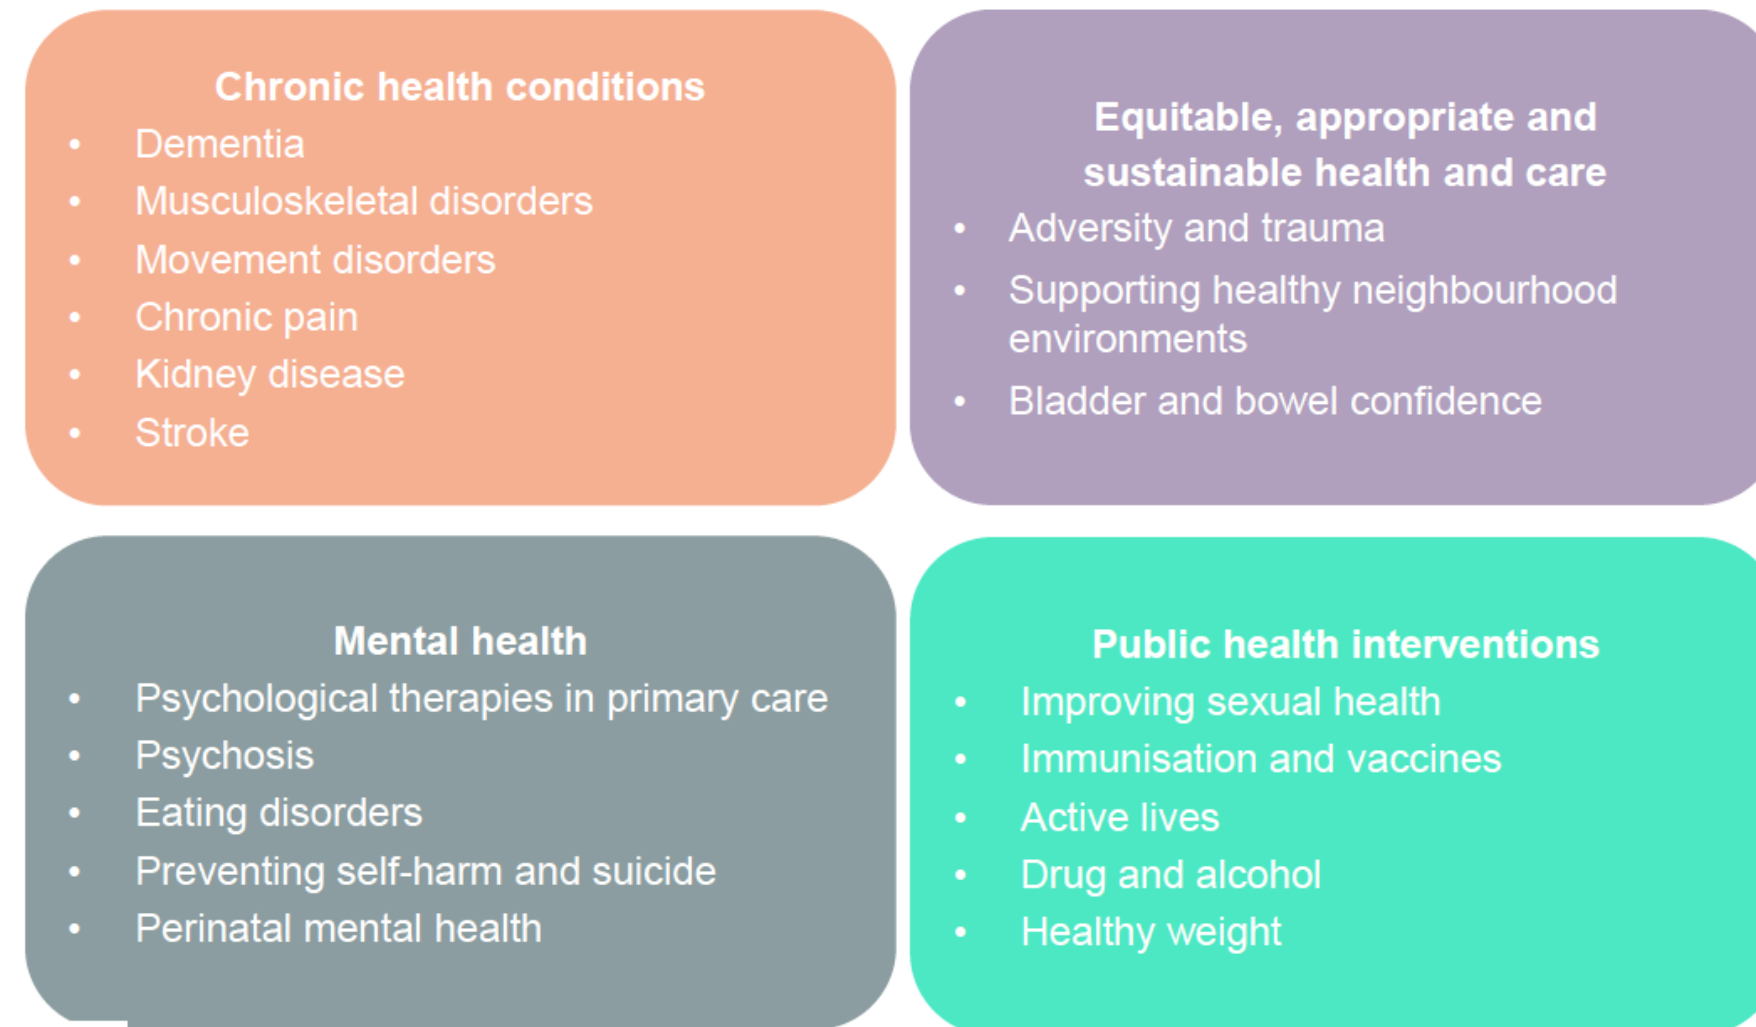 Chronic health conditions
• Dementia
• Musculoskeletal disorders
• Movement disorders
• Chronic pain
• Kidney disease
• Stroke
Equitable, appropriate and
sustainable health and care
• Adversity and trauma
• Supporting healthy neighbourhood
environments
• Bladder and bowel confidence
Mental health
• Psychological therapies in primary care
• Psychosis
• Eating disorders
• Preventing self-harm and suicide
• Perinatal mental health
Public health interventions
• Improving sexual health
• Immunisation and vaccines
• Active lives
• Drug and alcohol
• Healthy weight